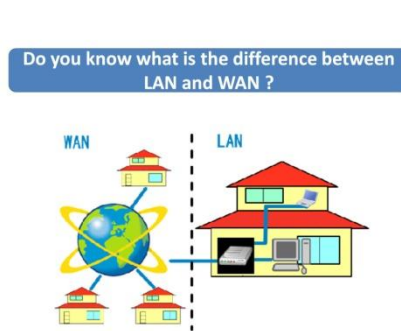 Do you know what is the difference between
LAN and WAN ?
WAN
LAN